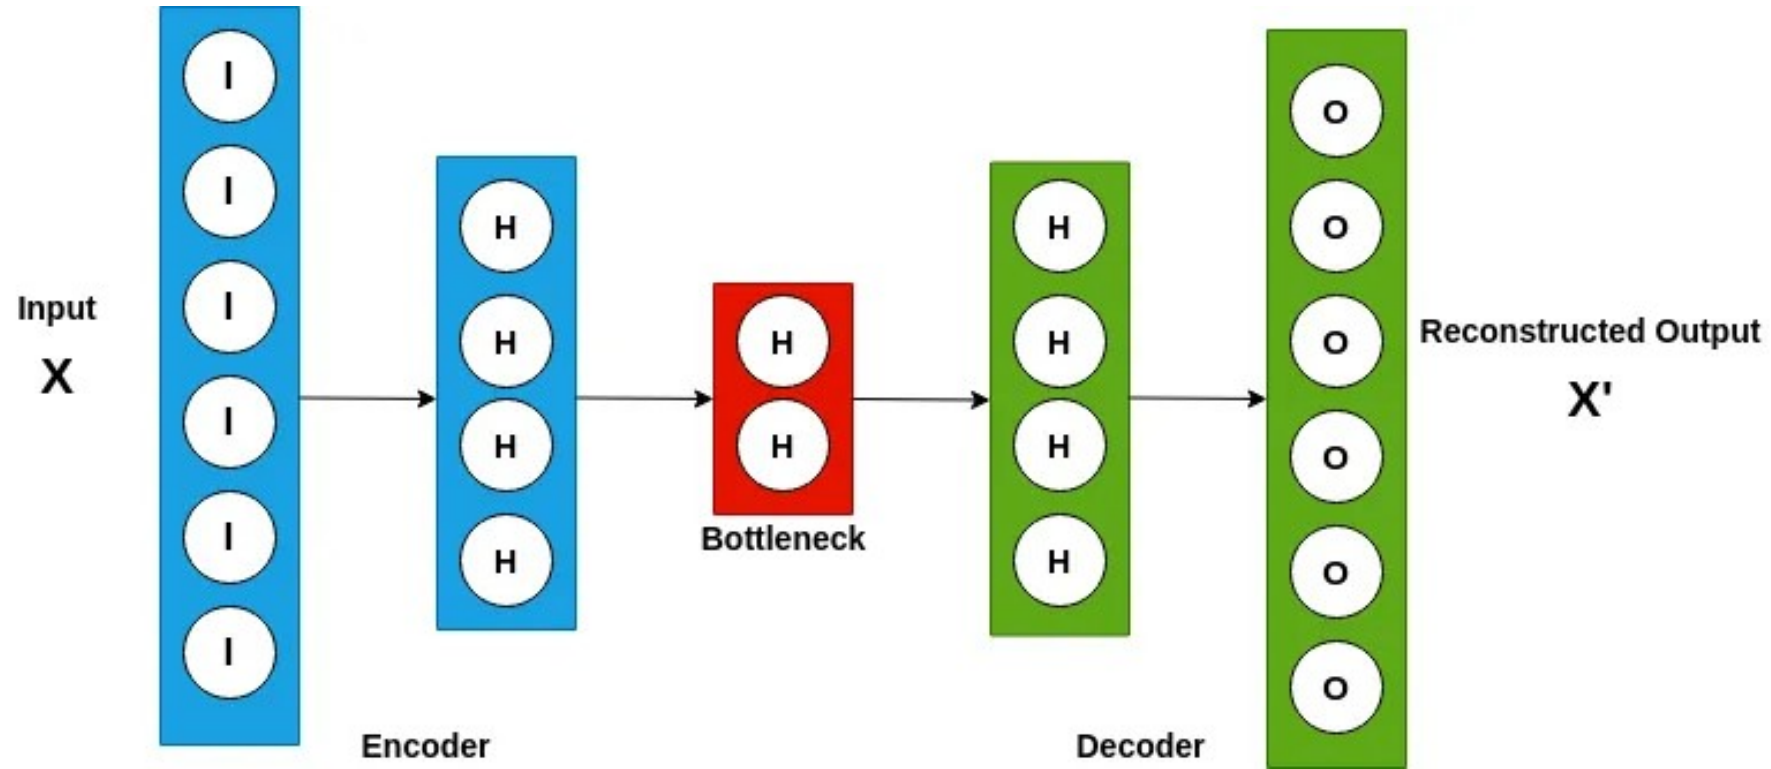 Input
X
I
I
I
I
I
I
Encoder
H
H
H
H
H
H
Bottleneck
H
H
H
H
Decoder
O
O
O
O
O
O
Reconstructed Output
X'